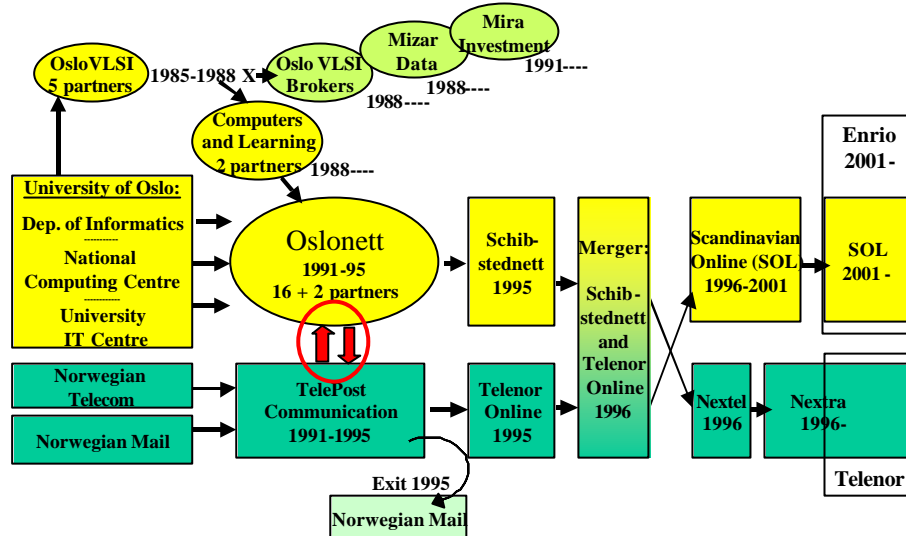 OsloVLSI
5 partners
1985-1988 X
Oslo VLSI
Brokers
1988----
Mizar
Data
1988----
Mira
Investment
1991----
Computers
and Learning
2 partners
1988----
University of Oslo:
Dep. of Informatics
-----------
National
Computing Centre
------------
University
IT Centre
Oslonett
1991-95
16 + 2 partners
Schib-
stednett
1995
Merger:
Schib-
stednett
and
Telenor
Online
1996
Scandinavian
Online (SOL)
1996-2001
Enrio
2001-
SOL
2001 -
Norwegian
Telecom
Norwegian Mail
TelePost
Communication
1991-1995
Telenor
Online
1995
Nextel
1996
Nextra
1996-
Telenor
Exit 1995
Norwegian Mail